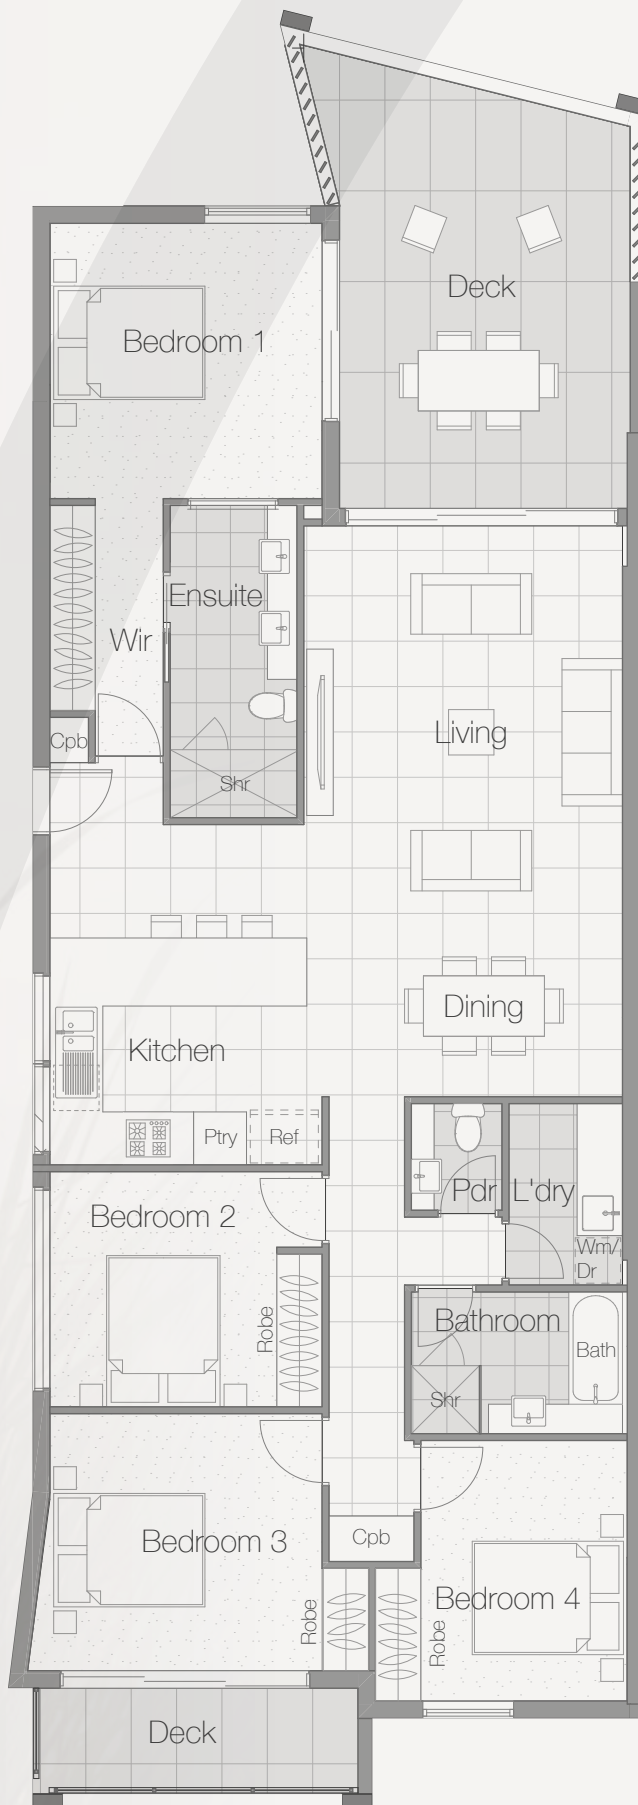 Deck
Bedroom 1
Ensuite
Wir
Living
Cpb
Shr
Dining
Kitchen
Ptry
Ref
Pdr
L'dry
Bedroom 2
Wm/
Dr
Robe
Bathroom
Bath
Shr
Cpb
Bedroom 3
Bedroom 4
Robe
Robe
Deck